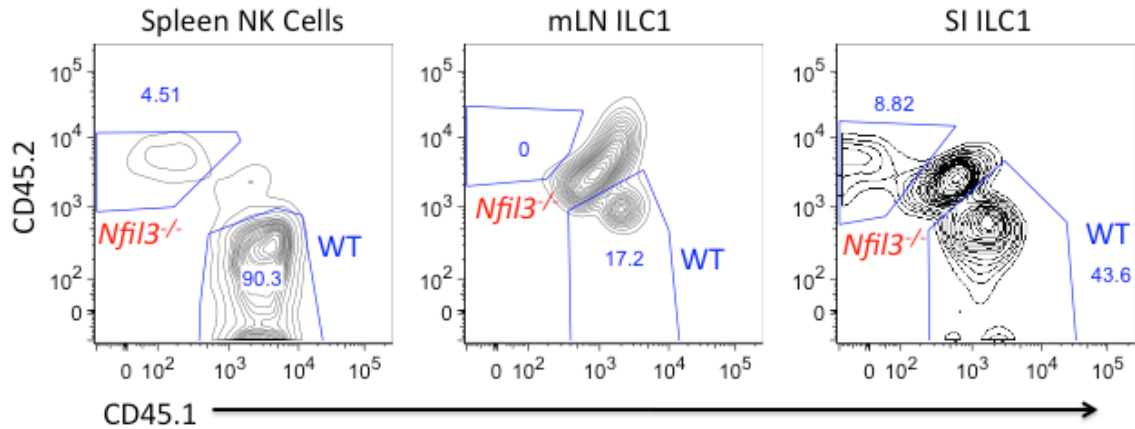 Spleen NK Cells
mLN ILC1
SI ILC1
CD45.2
10⁵
10⁴
10³
10²
0
4.51
Nfil3⁻/⁻
WT
90.3
0 10² 10³ 10⁴ 10⁵
10⁵
10⁴
10³
10²
0
0
Nfil3⁻/⁻
WT
17.2
0 10² 10³ 10⁴ 10⁵
10⁵
10⁴
10³
10²
0
8.82
Nfil3⁻/⁻
WT
43.6
0 10² 10³ 10⁴ 10⁵
CD45.1